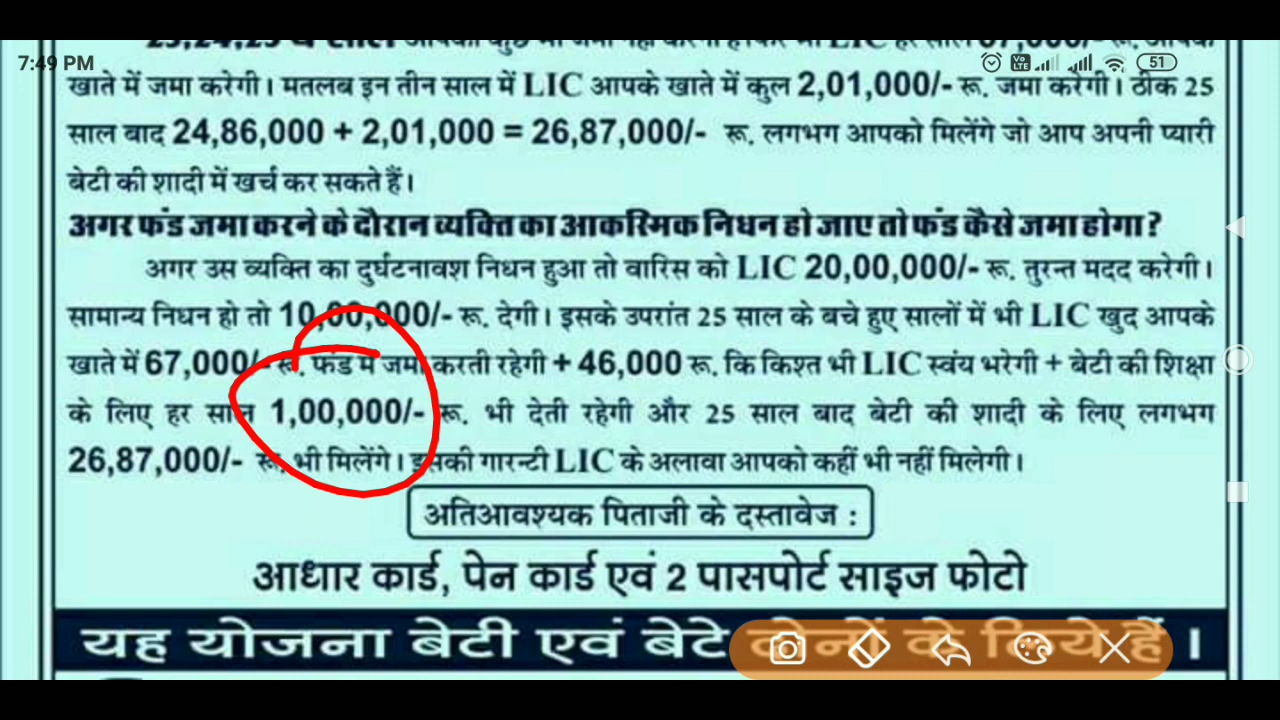 7:49 PM
51
खाते में जमा करेगी। मतलब इन तीन साल में LIC आपके खाते में कुल 2,01,000/- रू. जमा करेगी। ठीक 25
साल बाद 24,86,000 + 2,01,000 = 26,87,000/- रू. लगभग आपको मिलेंगे जो आप अपनी प्यारी
बेटी की शादी में खर्च कर सकते हैं।
अगर फंड जमा करने के दौरान व्यक्ति का आकस्मिक निधन हो जाए तो फंड कैसे जमा होगा?
अगर उस व्यक्ति का दुर्घटनावश निधन हुआ तो वारिस को LIC 20,00,000/- रू. तुरन्त मदद करेगी।
सामान्य निधन हो तो 10,00,000/- रू. देगी। इसके उपरांत 25 साल के बचे हुए सालों में भी LIC खुद आपके
खाते में 67,000/- रू. फंड में जमा करती रहेगी + 46,000 रू. कि किश्त भी LIC स्वंय भरेगी + बेटी की शिक्षा
के लिए हर साल 1,00,000/- रू. भी देती रहेगी और 25 साल बाद बेटी की शादी के लिए लगभग
26,87,000/- रू. भी मिलेंगे। इसकी गारन्टी LIC के अलावा आपको कहीं भी नहीं मिलेगी।
अतिआवश्यक पिताजी के दस्तावेज :
आधार कार्ड, पेन कार्ड एवं 2 पासपोर्ट साइज फोटो
यह योजना बेटी एवं बेटे दोनों के लिये हैं।